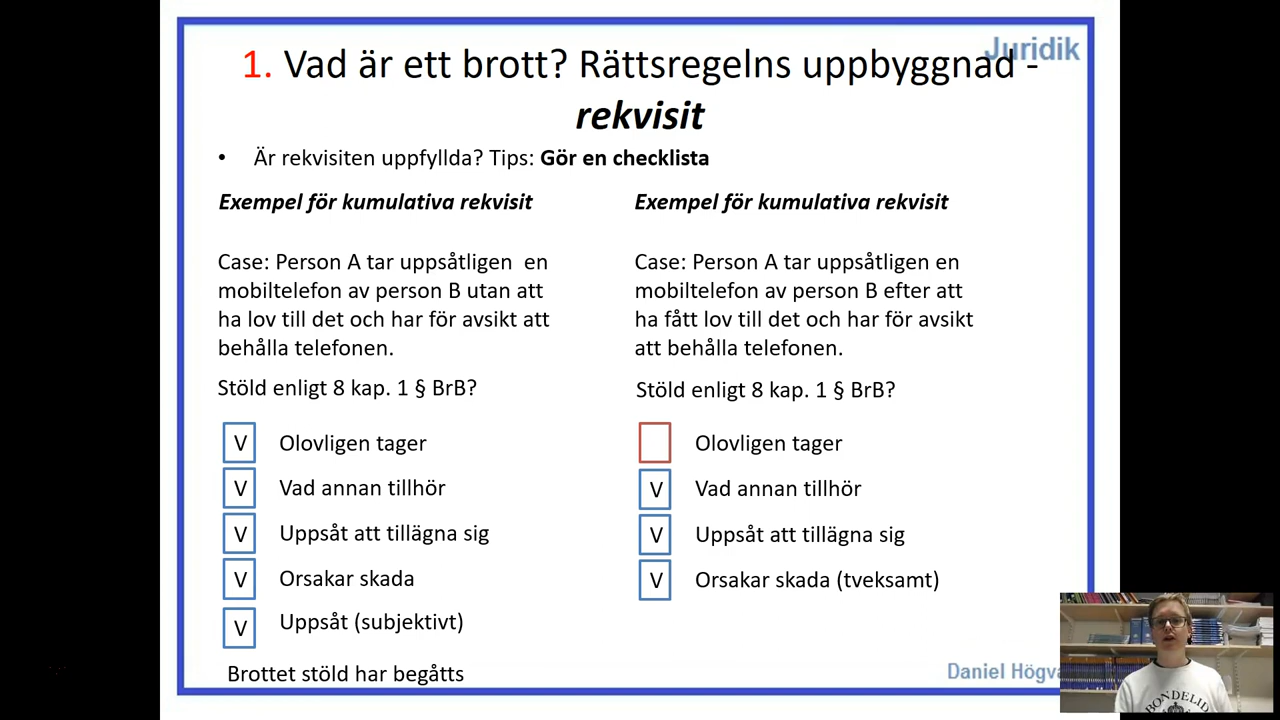 Juridik
1. Vad är ett brott? Rättsregelns uppbyggnad -
rekvisit
• Är rekvisiten uppfyllda? Tips: Gör en checklista
Exempel för kumulativa rekvisit
Case: Person A tar uppsåtligen en
mobiltelefon av person B utan att
ha lov till det och har för avsikt att
behålla telefonen.
Stöld enligt 8 kap. 1 § BrB?
V Olovligen tager
V Vad annan tillhör
V Uppsåt att tillägna sig
V Orsakar skada
V Uppsåt (subjektivt)
Brottet stöld har begåtts
Exempel för kumulativa rekvisit
Case: Person A tar uppsåtligen en
mobiltelefon av person B efter att
ha fått lov till det och har för avsikt
att behålla telefonen.
Stöld enligt 8 kap. 1 § BrB?
Olovligen tager
V Vad annan tillhör
V Uppsåt att tillägna sig
V Orsakar skada (tveksamt)
Daniel Högva
BONDELID